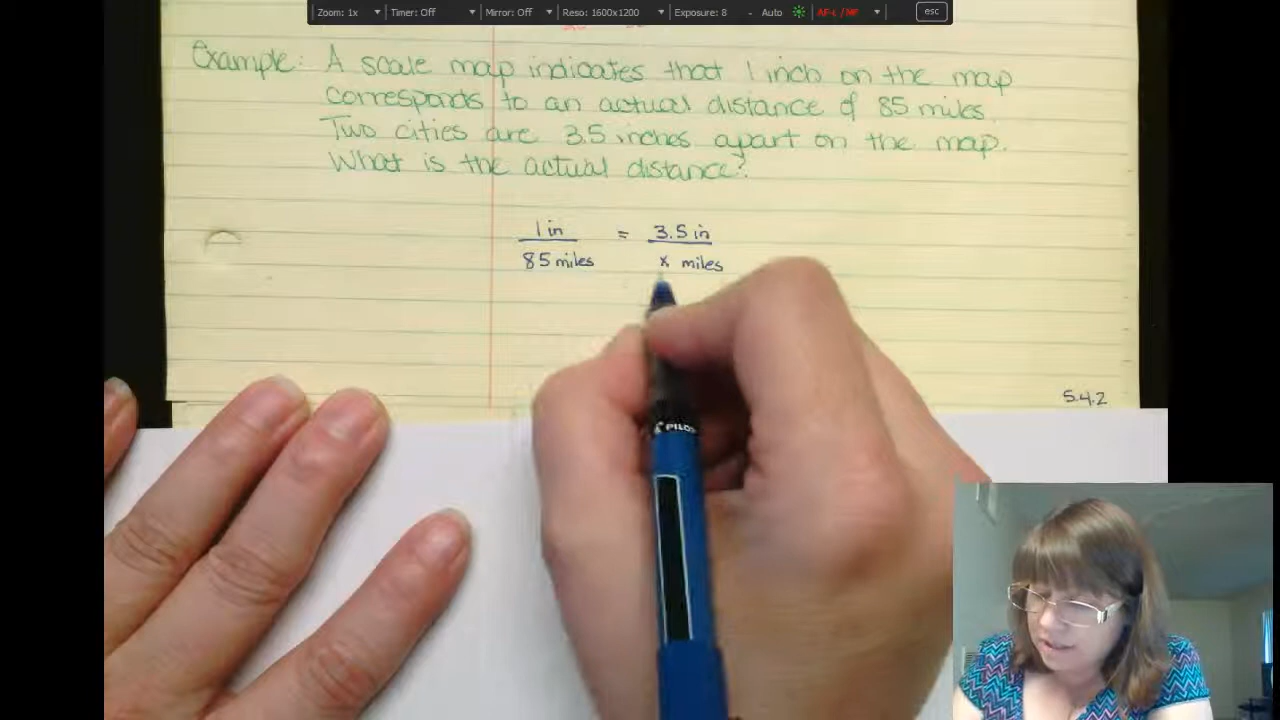 Zoom: 1x Timer: Off Mirror: Off Reso: 1600x1200 Exposure: 8 - Auto AF-L / MF esc
Example: A scale map indicates that 1 inch on the map
corresponds to an actual distance of 85 miles.
Two cities are 3.5 inches apart on the map.
What is the actual distance?
1 in = 3.5 in
85 miles x miles
5.4.2
PILOT